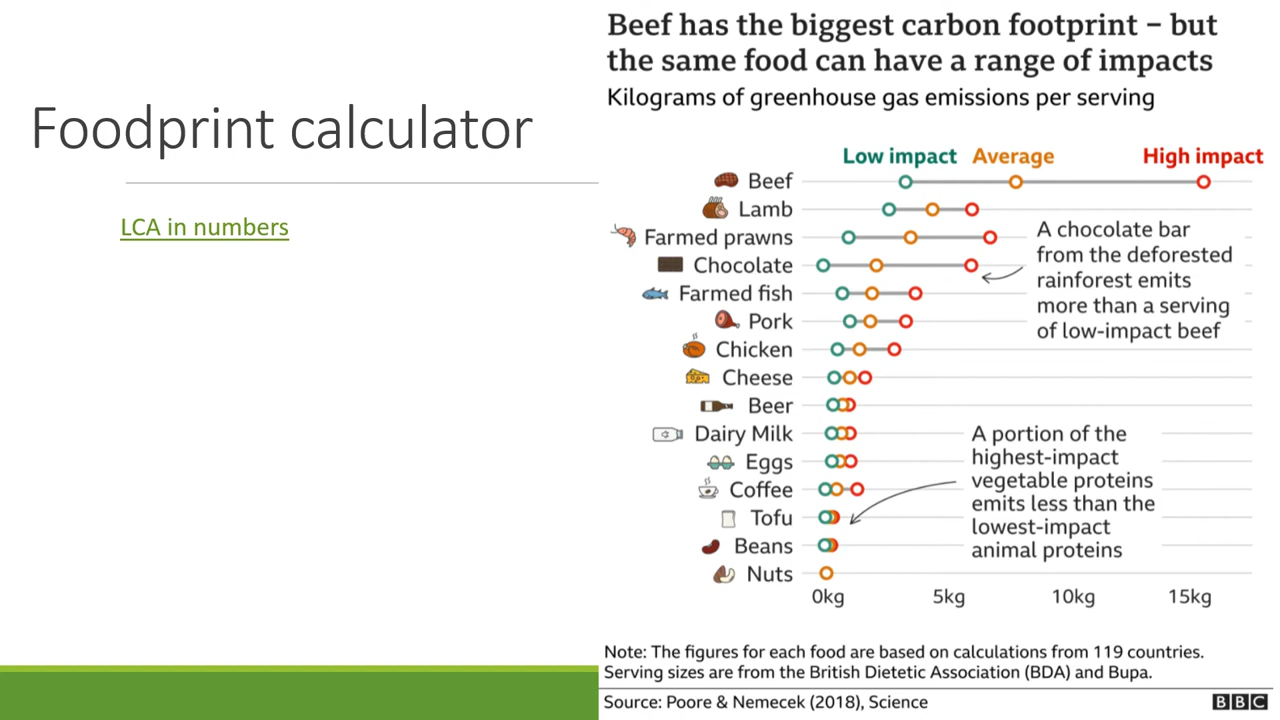 Foodprint calculator
LCA in numbers
Beef has the biggest carbon footprint – but
the same food can have a range of impacts
Kilograms of greenhouse gas emissions per serving
Low impact Average High impact
Beef
Lamb
Farmed prawns
Chocolate
Farmed fish
Pork
Chicken
Cheese
Beer
Dairy Milk
Eggs
Coffee
Tofu
Beans
Nuts
A chocolate bar
from the deforested
rainforest emits
more than a serving
of low-impact beef
A portion of the
highest-impact
vegetable proteins
emits less than the
lowest-impact
animal proteins
0kg 5kg 10kg 15kg
Note: The figures for each food are based on calculations from 119 countries.
Serving sizes are from the British Dietetic Association (BDA) and Bupa.
Source: Poore & Nemecek (2018), Science
BBC